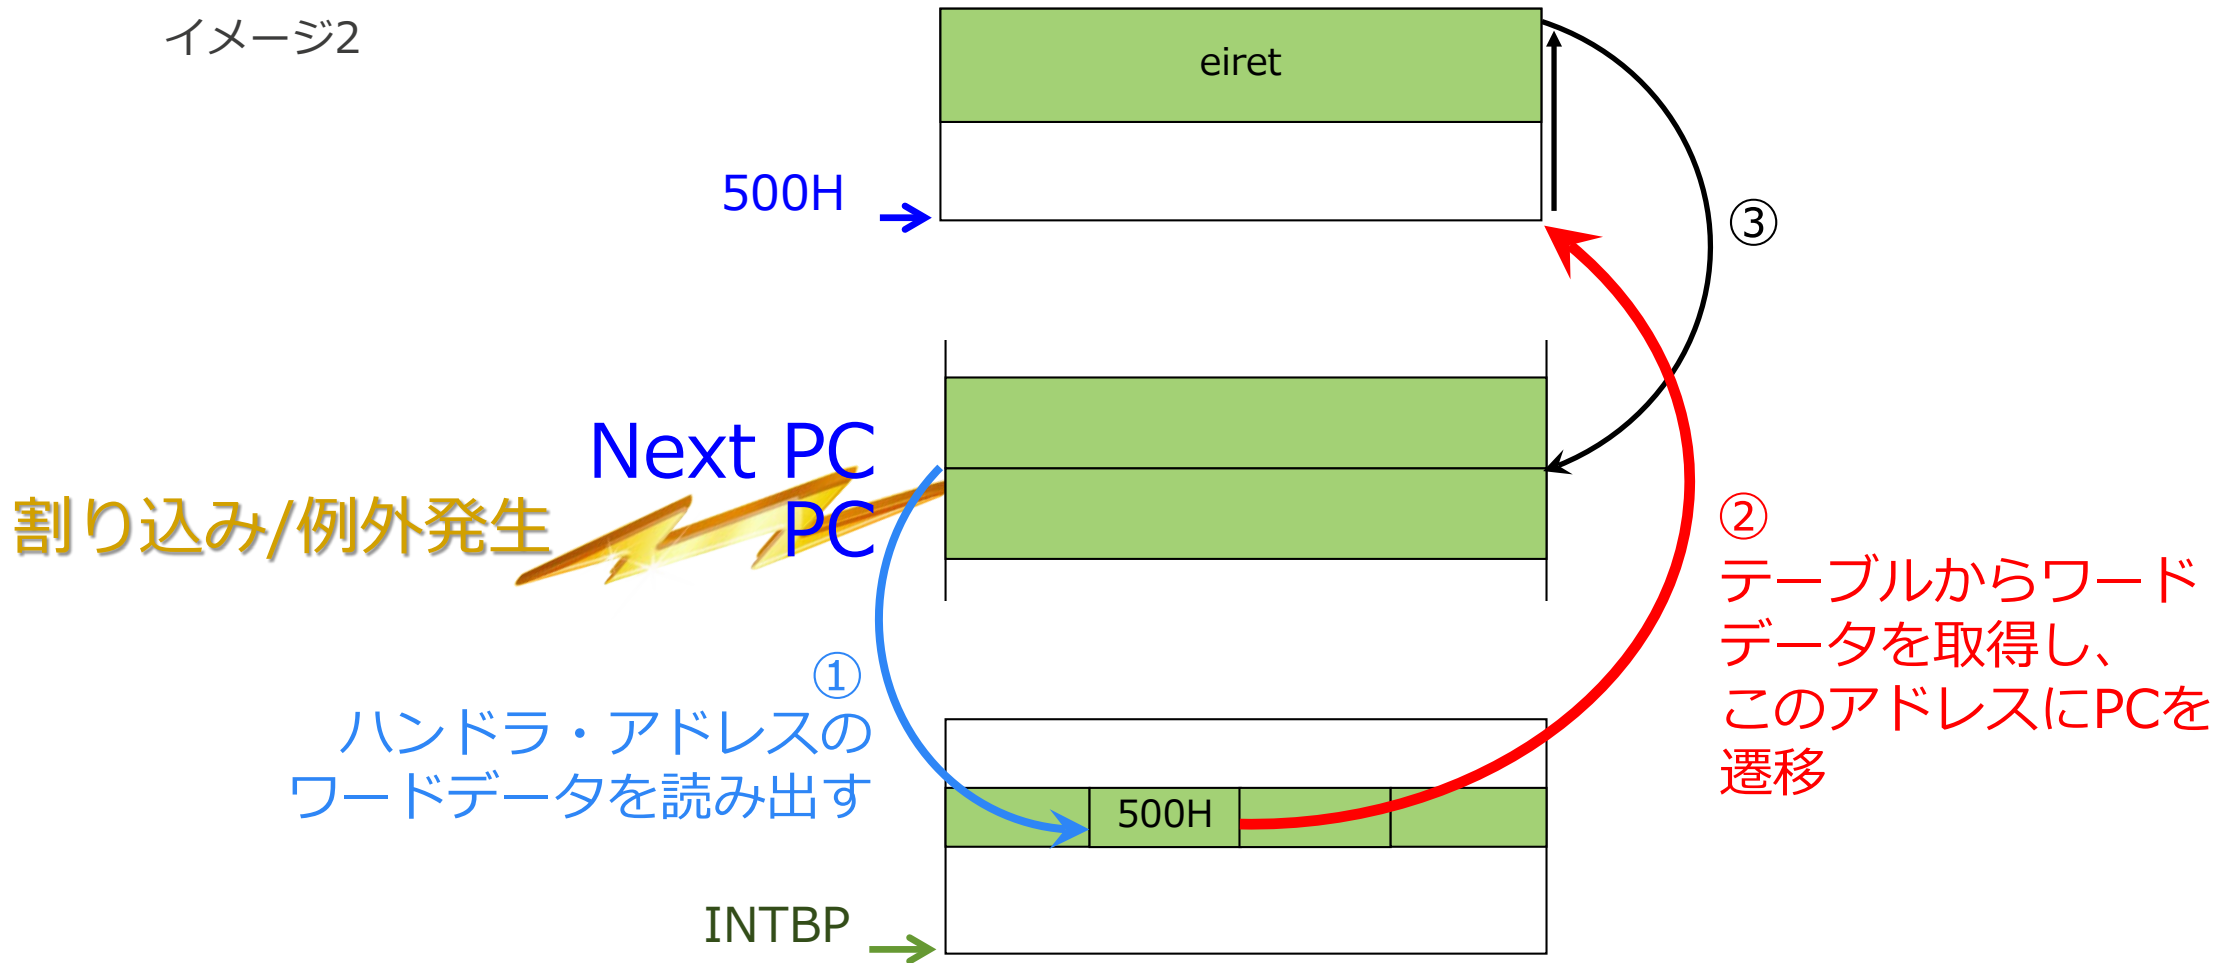 イメージ2
eiret
500H
③
Next PC
PC
割り込み/例外発生
②
テーブルからワード
データを取得し、
このアドレスにPCを
遷移
①
ハンドラ・アドレスの
ワードデータを読み出す
500H
INTBP